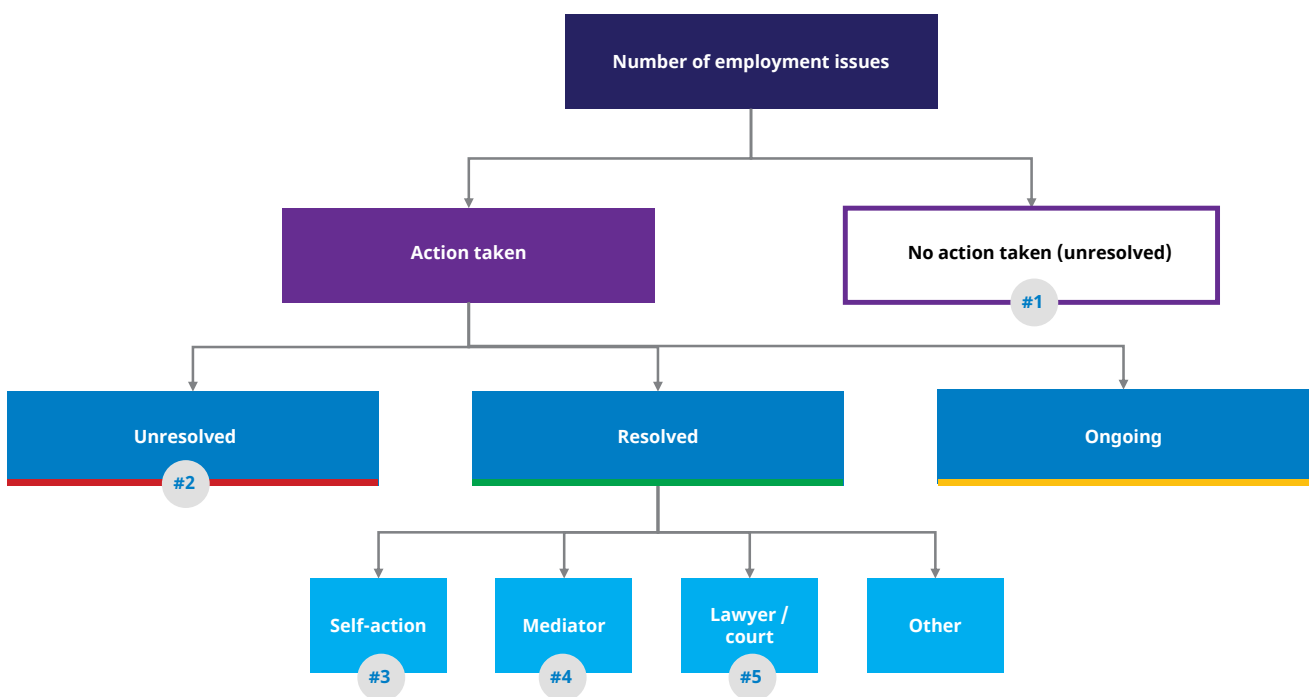 Number of employment issues
Action taken
No action taken (unresolved)
#1
Unresolved
Resolved
Ongoing
#2
Self-action
Mediator
Lawyer /
court
Other
#3
#4
#5